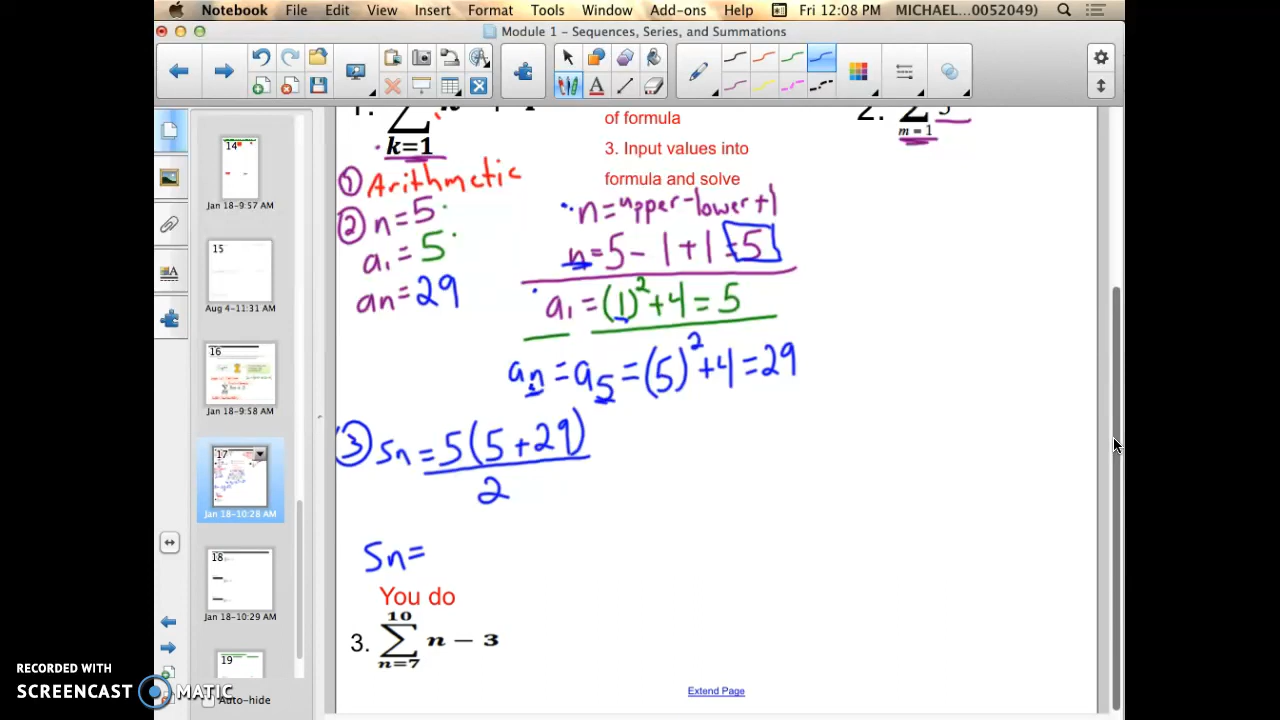 Notebook File Edit View Insert Format Tools Window Add-ons Help Fri 12:08 PM MICHAEL...0052049)
Module 1 – Sequences, Series, and Summations
14
Jan 18-9:57 AM
15
Aug 4-11:31 AM
16
Jan 18-9:58 AM
17
Jan 18-10:28 AM
18
Jan 18-10:29 AM
19
Auto-hide
1. ∑
k=1
of formula
3. Input values into
formula and solve
2. ∑
m = 1
① Arithmetic
② n = 5
a₁ = 5
an = 29
n = upper - lower + 1
n = 5 - 1 + 1 = 5
a₁ = (1)² + 4 = 5
an = a5 = (5)² + 4 = 29
③ Sn = 5(5 + 29)
2
Sn =
You do
10
3. ∑ n − 3
n=7
Extend Page
RECORDED WITH
SCREENCAST MATIC